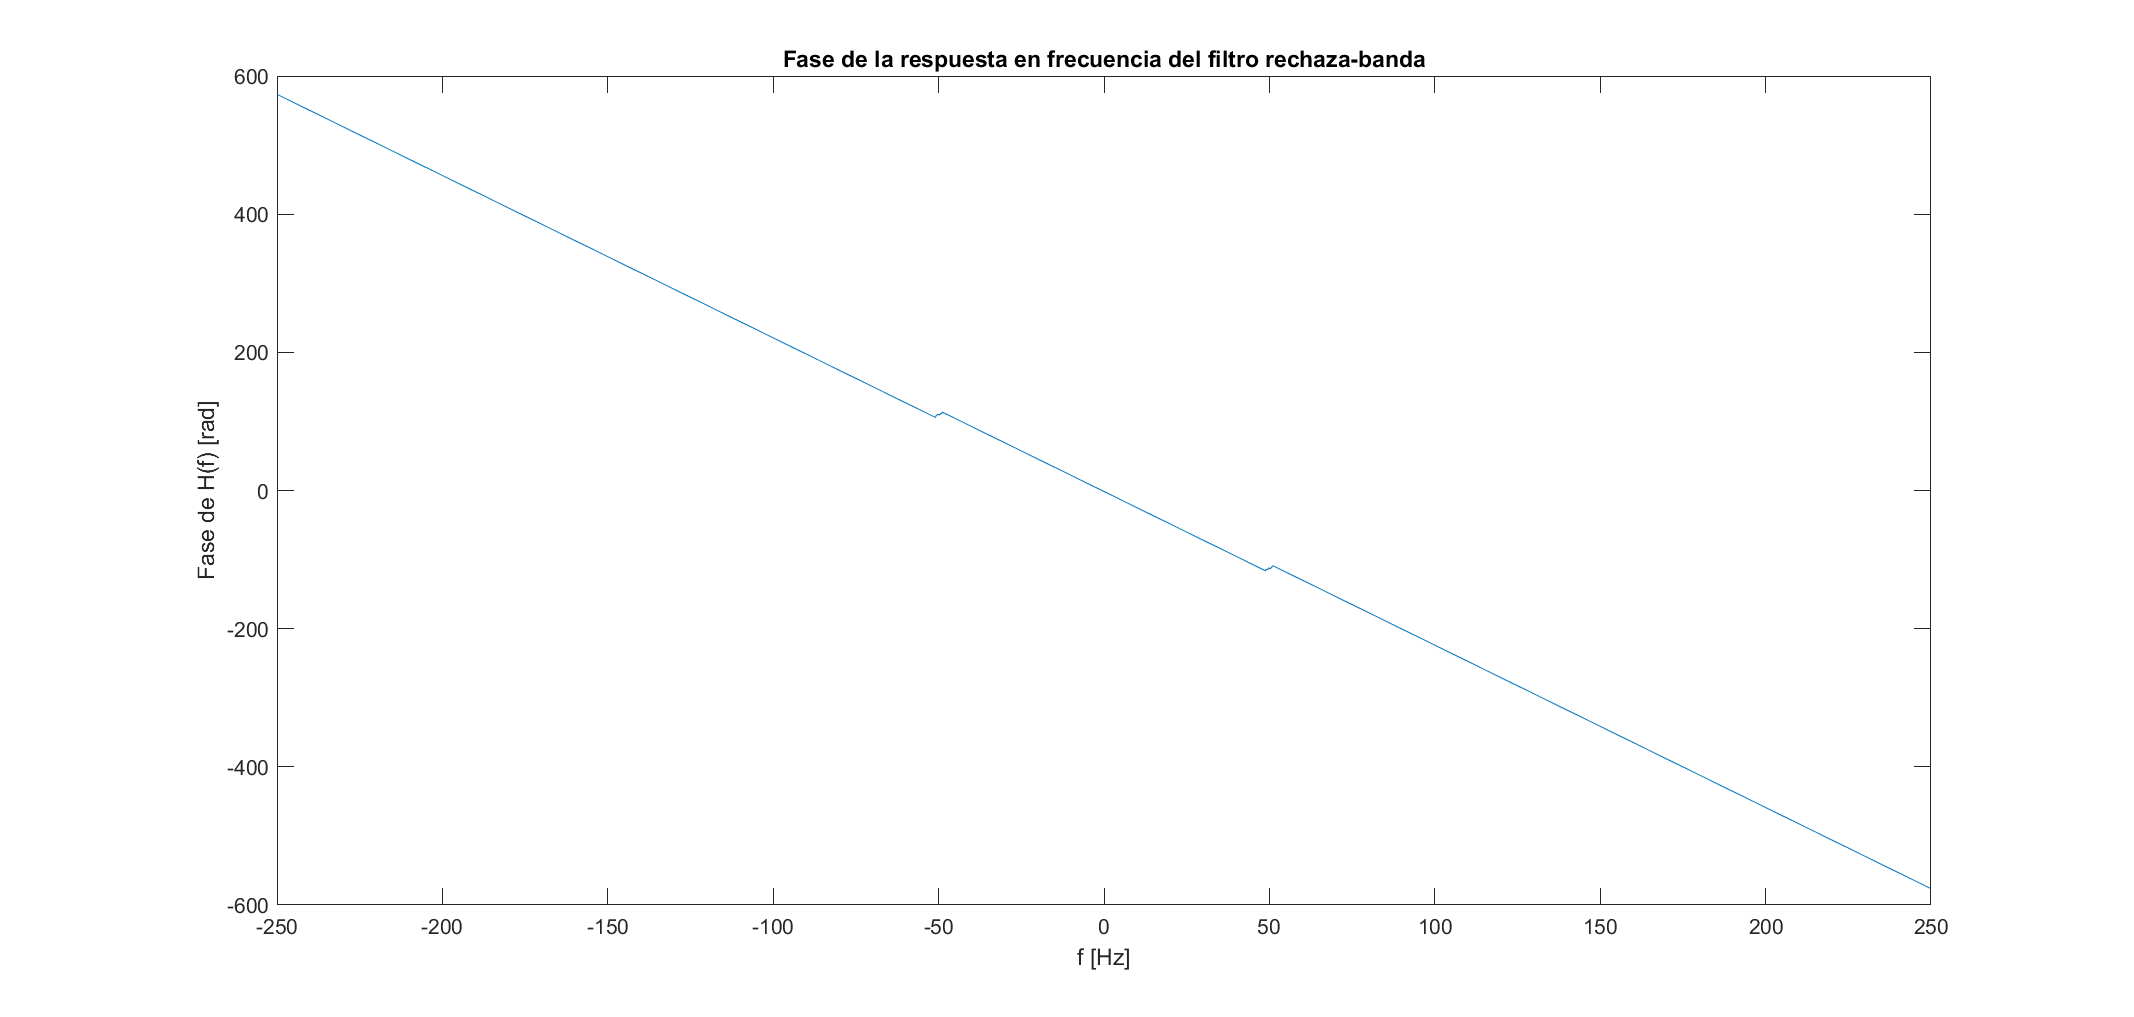 Fase de la respuesta en frecuencia del filtro rechaza-banda
600
400
200
0
-200
-400
-600
Fase de H(f) [rad]
-250 -200 -150 -100 -50 0 50 100 150 200 250
f [Hz]